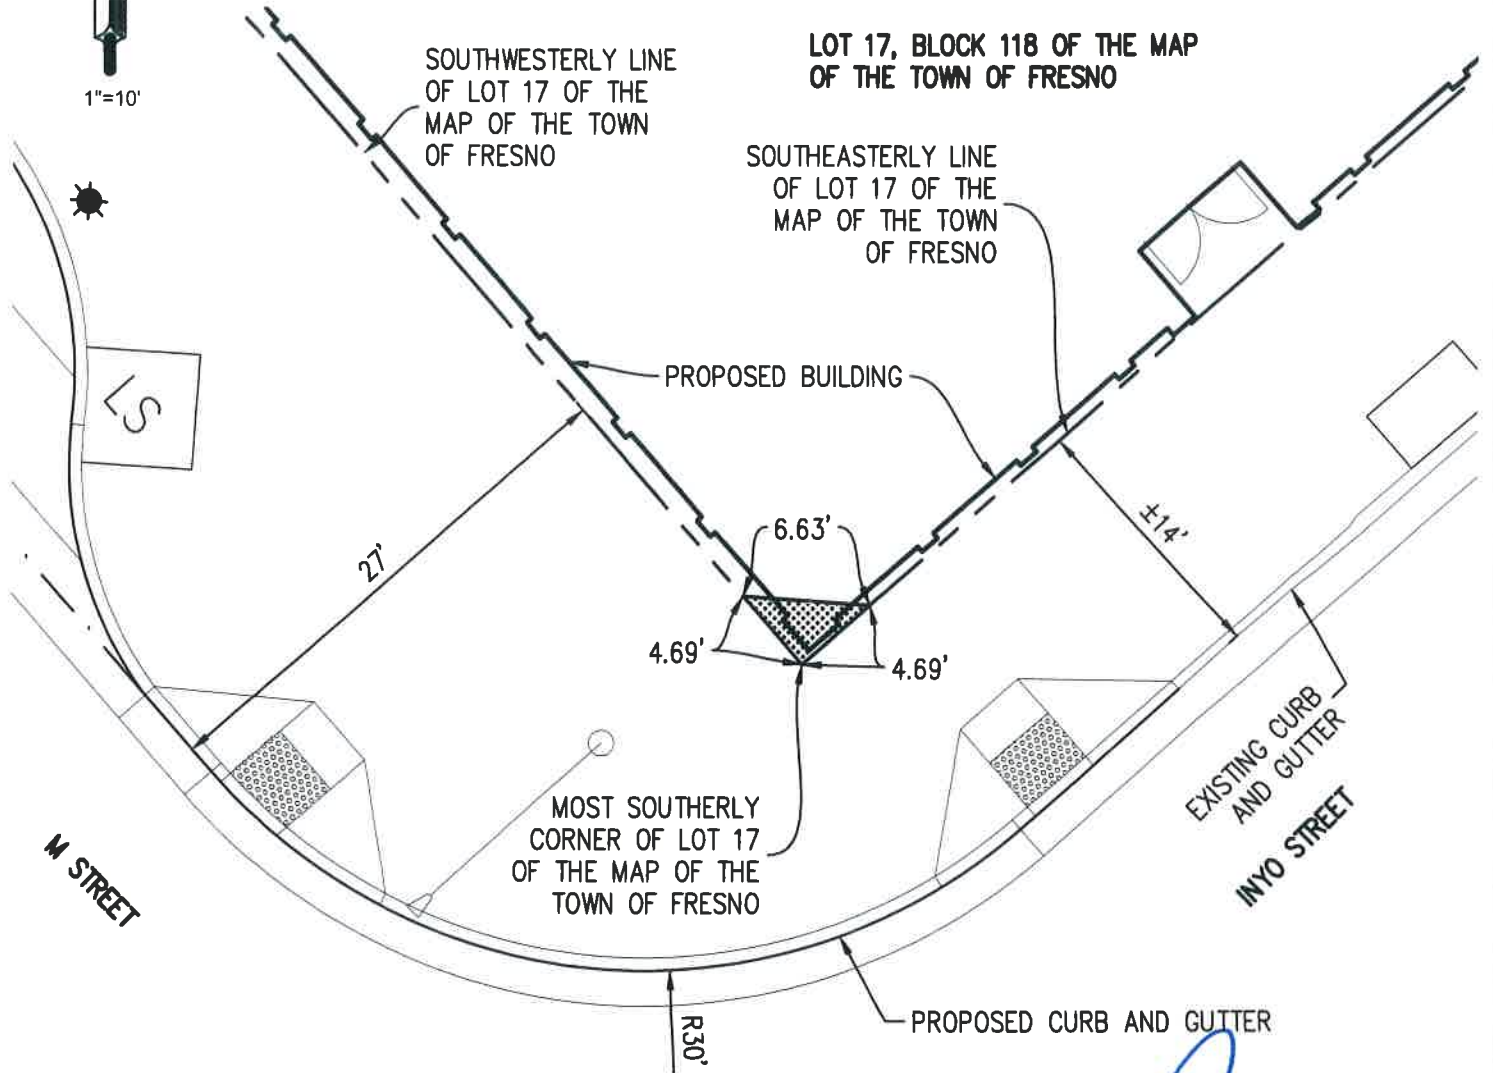 1"=10'
SOUTHWESTERLY LINE
OF LOT 17 OF THE
MAP OF THE TOWN
OF FRESNO
LOT 17, BLOCK 118 OF THE MAP
OF THE TOWN OF FRESNO
SOUTHEASTERLY LINE
OF LOT 17 OF THE
MAP OF THE TOWN
OF FRESNO
PROPOSED BUILDING
LS
27'
6.63'
±14'
4.69'
4.69'
MOST SOUTHERLY
CORNER OF LOT 17
OF THE MAP OF THE
TOWN OF FRESNO
EXISTING CURB
AND GUTTER
INYO STREET
M STREET
PROPOSED CURB AND GUTTER
R30'